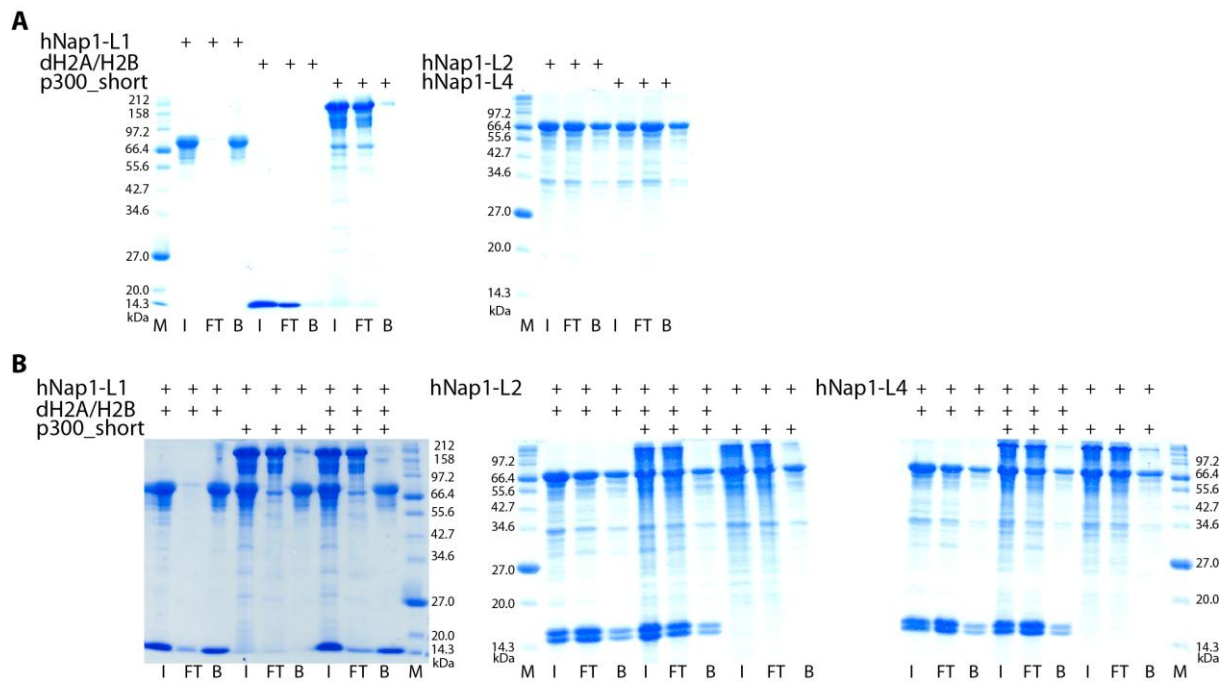 A
hNap1-L1 + + +
dH2A/H2B + + +
p300_short + + +
212
158
97.2
66.4
55.6
42.7
34.6
27.0
20.0
14.3
kDa
M I FT B I FT B I FT B
hNap1-L2 + + +
hNap1-L4 + + +
97.2
66.4
55.6
42.7
34.6
27.0
20.0
14.3
kDa
M I FT B I FT B
B
hNap1-L1 + + + + + + + + +
dH2A/H2B + + + + + +
p300_short + + + + + +
212
158
97.2
66.4
55.6
42.7
34.6
27.0
20.0
14.3
kDa
I FT B I FT B I FT B M
hNap1-L2 + + + + + + + + +
+ + + + + +
+ + + + + +
97.2
66.4
55.6
42.7
34.6
27.0
20.0
14.3
kDa
M I FT B I FT B I FT B
hNap1-L4 + + + + + + + + +
+ + + + + +
+ + + + + +
97.2
66.4
55.6
42.7
34.6
27.0
20.0
14.3
kDa
I FT B I FT B I FT B M